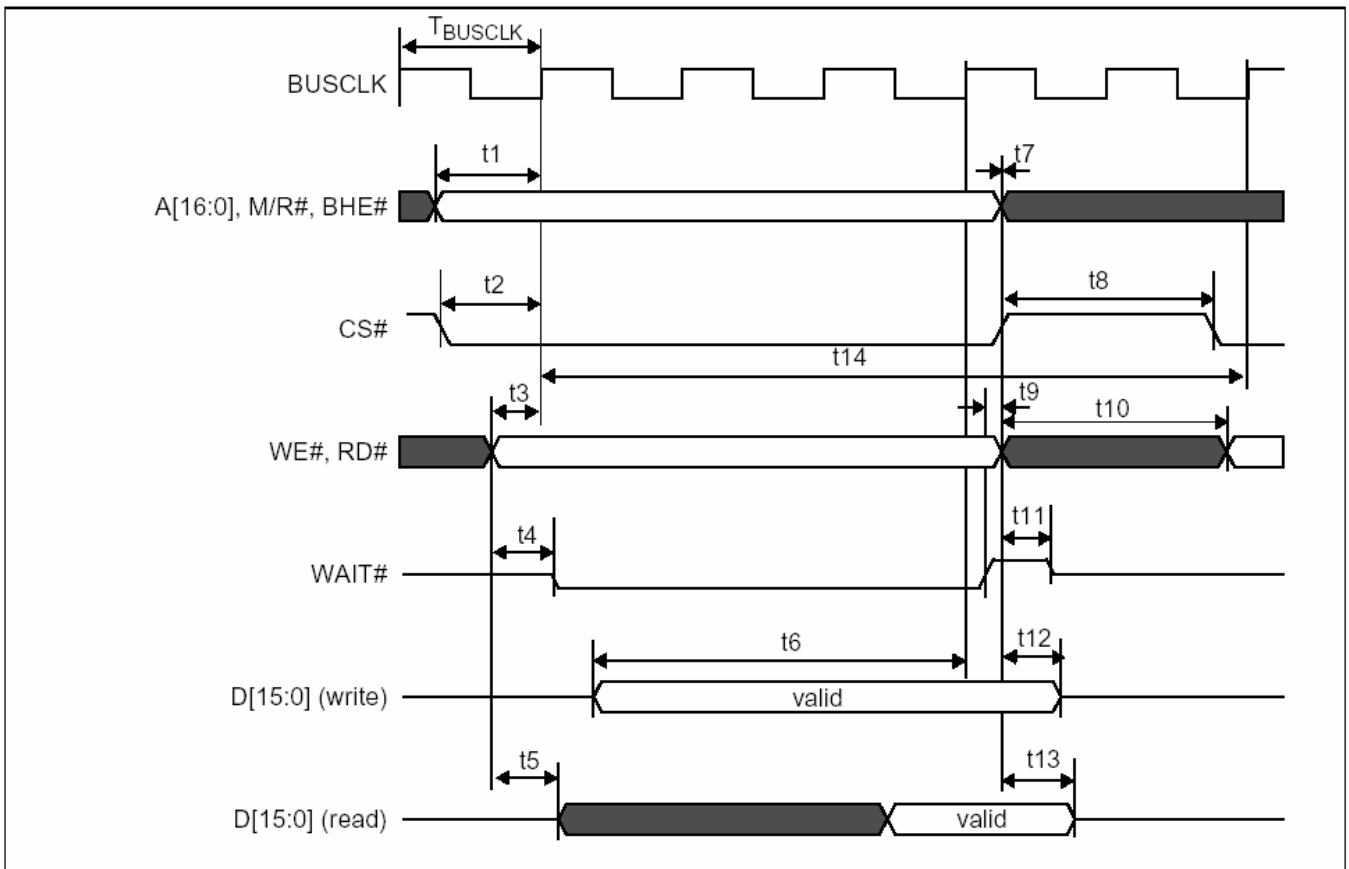 TBUSCLK
BUSCLK
t1
t7
A[16:0], M/R#, BHE#
t2
t8
CS#
t14
t3
t9
t10
WE#, RD#
t4
t11
WAIT#
t6
t12
D[15:0] (write)
valid
t5
t13
D[15:0] (read)
valid